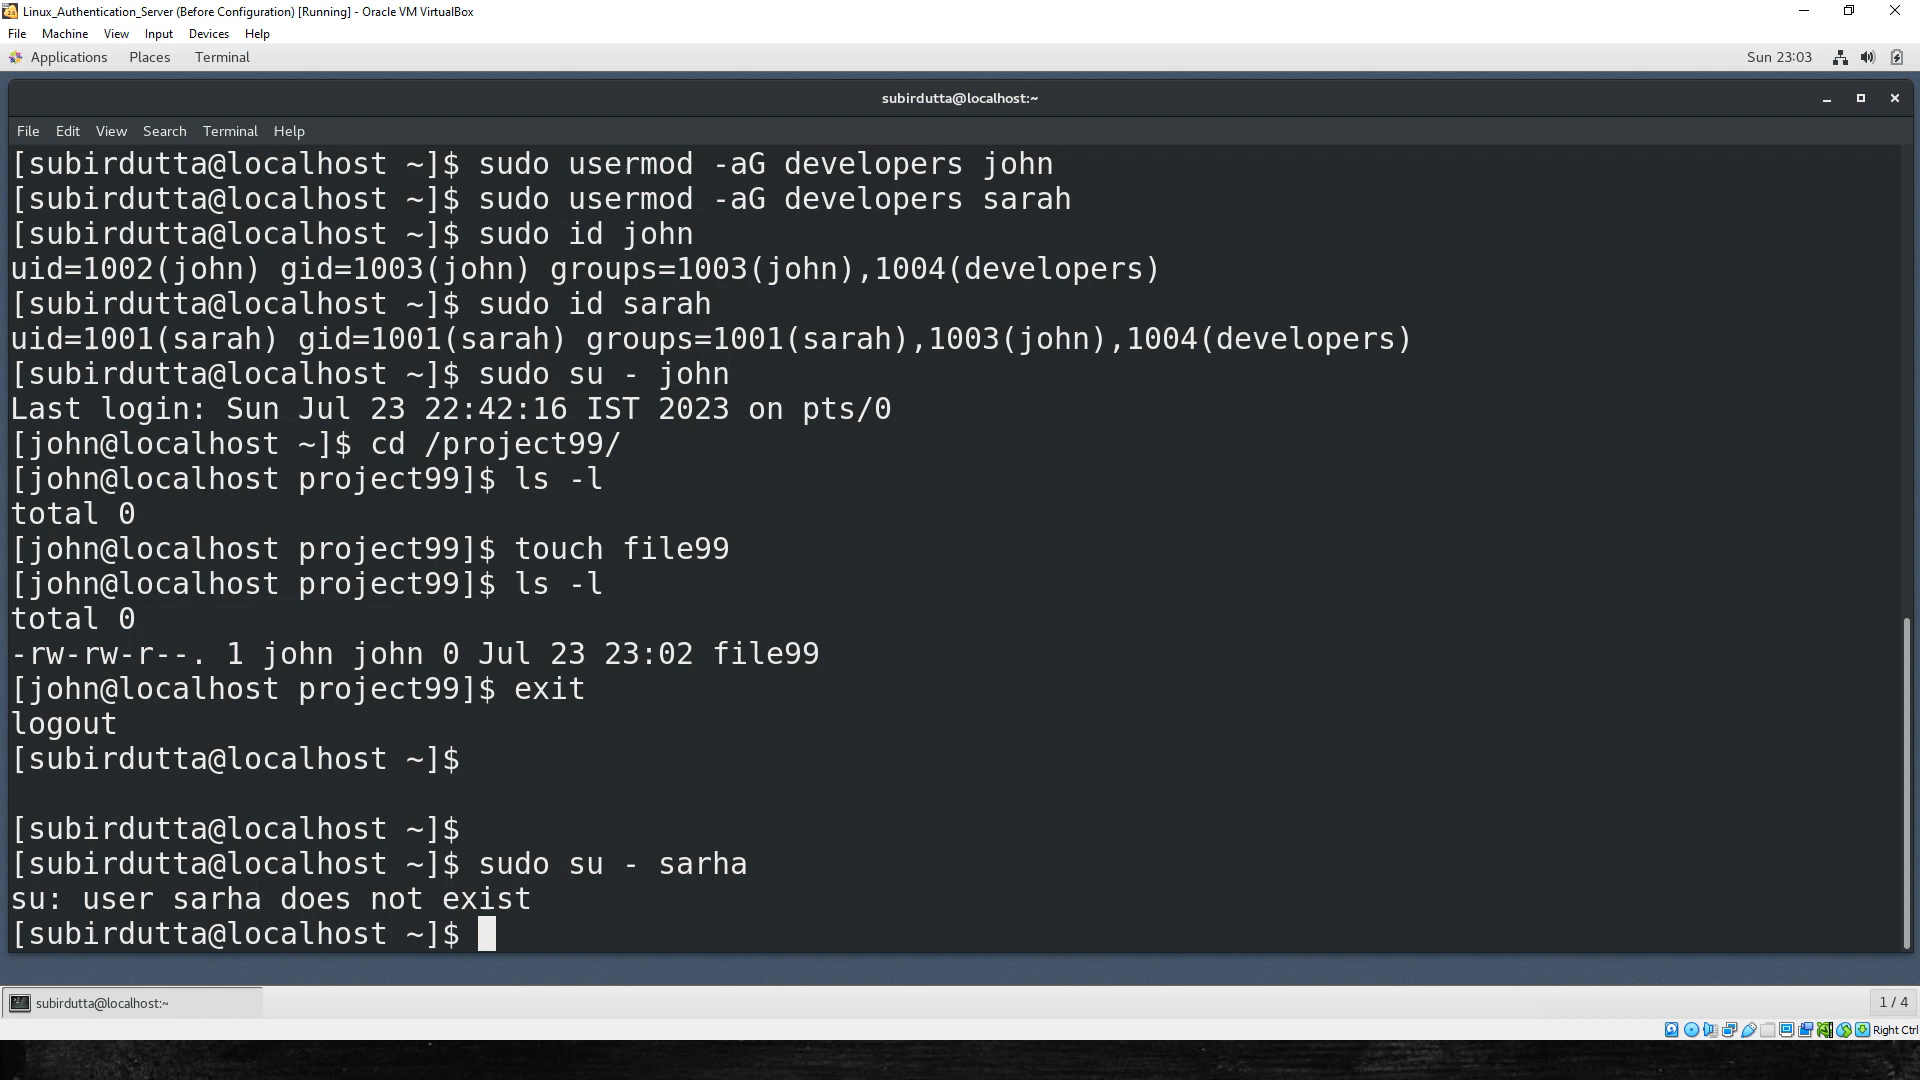 Linux_Authentication_Server (Before Configuration) [Running] - Oracle VM VirtualBox
File Machine View Input Devices Help
Applications Places Terminal Sun 23:03
subirdutta@localhost:~
File Edit View Search Terminal Help
[subirdutta@localhost ~]$ sudo usermod -aG developers john
[subirdutta@localhost ~]$ sudo usermod -aG developers sarah
[subirdutta@localhost ~]$ sudo id john
uid=1002(john) gid=1003(john) groups=1003(john),1004(developers)
[subirdutta@localhost ~]$ sudo id sarah
uid=1001(sarah) gid=1001(sarah) groups=1001(sarah),1003(john),1004(developers)
[subirdutta@localhost ~]$ sudo su - john
Last login: Sun Jul 23 22:42:16 IST 2023 on pts/0
[john@localhost ~]$ cd /project99/
[john@localhost project99]$ ls -l
total 0
[john@localhost project99]$ touch file99
[john@localhost project99]$ ls -l
total 0
-rw-rw-r--. 1 john john 0 Jul 23 23:02 file99
[john@localhost project99]$ exit
logout
[subirdutta@localhost ~]$
[subirdutta@localhost ~]$
[subirdutta@localhost ~]$ sudo su - sarha
su: user sarha does not exist
[subirdutta@localhost ~]$
subirdutta@localhost:~ 1 / 4
Right Ctrl